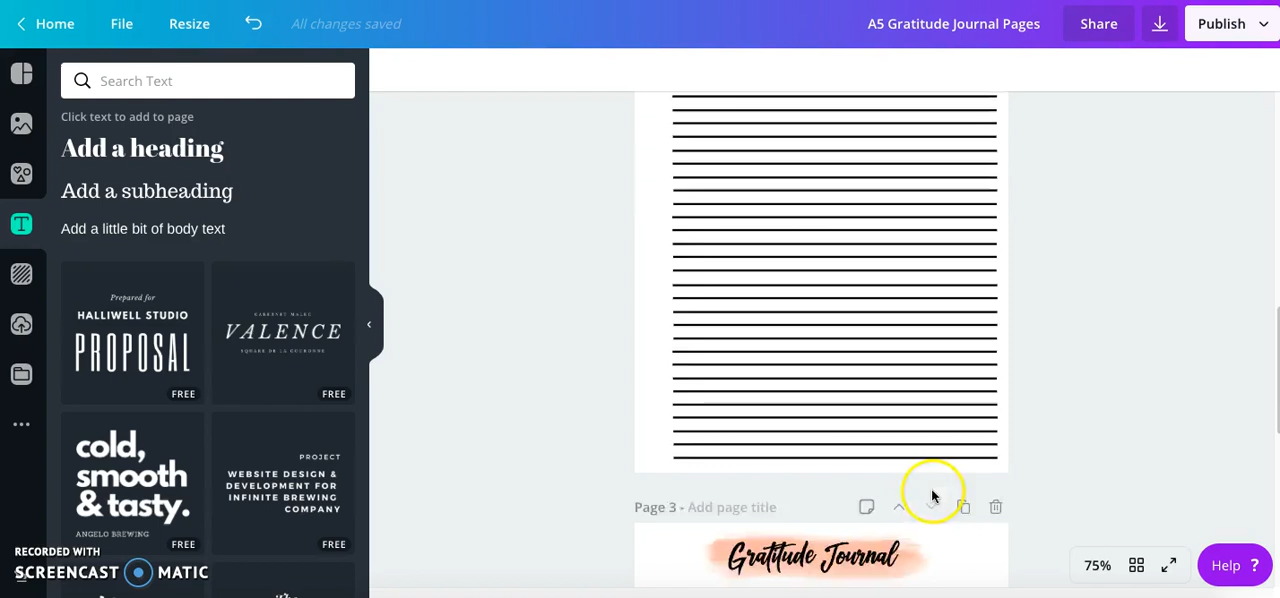 Home
File
Resize
All changes saved
A5 Gratitude Journal Pages
Share
Publish
Search Text
Click text to add to page
Add a heading
Add a subheading
Add a little bit of body text
Prepared for
HALLIWELL STUDIO
PROPOSAL
FREE
VALENCE
FREE
cold,
smooth
& tasty.
ANGELO BREWING
FREE
PROJECT
WEBSITE DESIGN &
DEVELOPMENT FOR
INFINITE BREWING
COMPANY
FREE
Page 3 - Add page title
Gratitude Journal
75%
Help ?
RECORDED WITH
SCREENCAST MATIC